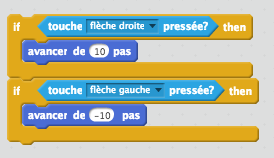 if touche flèche droite pressée? then
avancer de 10 pas
if touche flèche gauche pressée? then
avancer de -10 pas